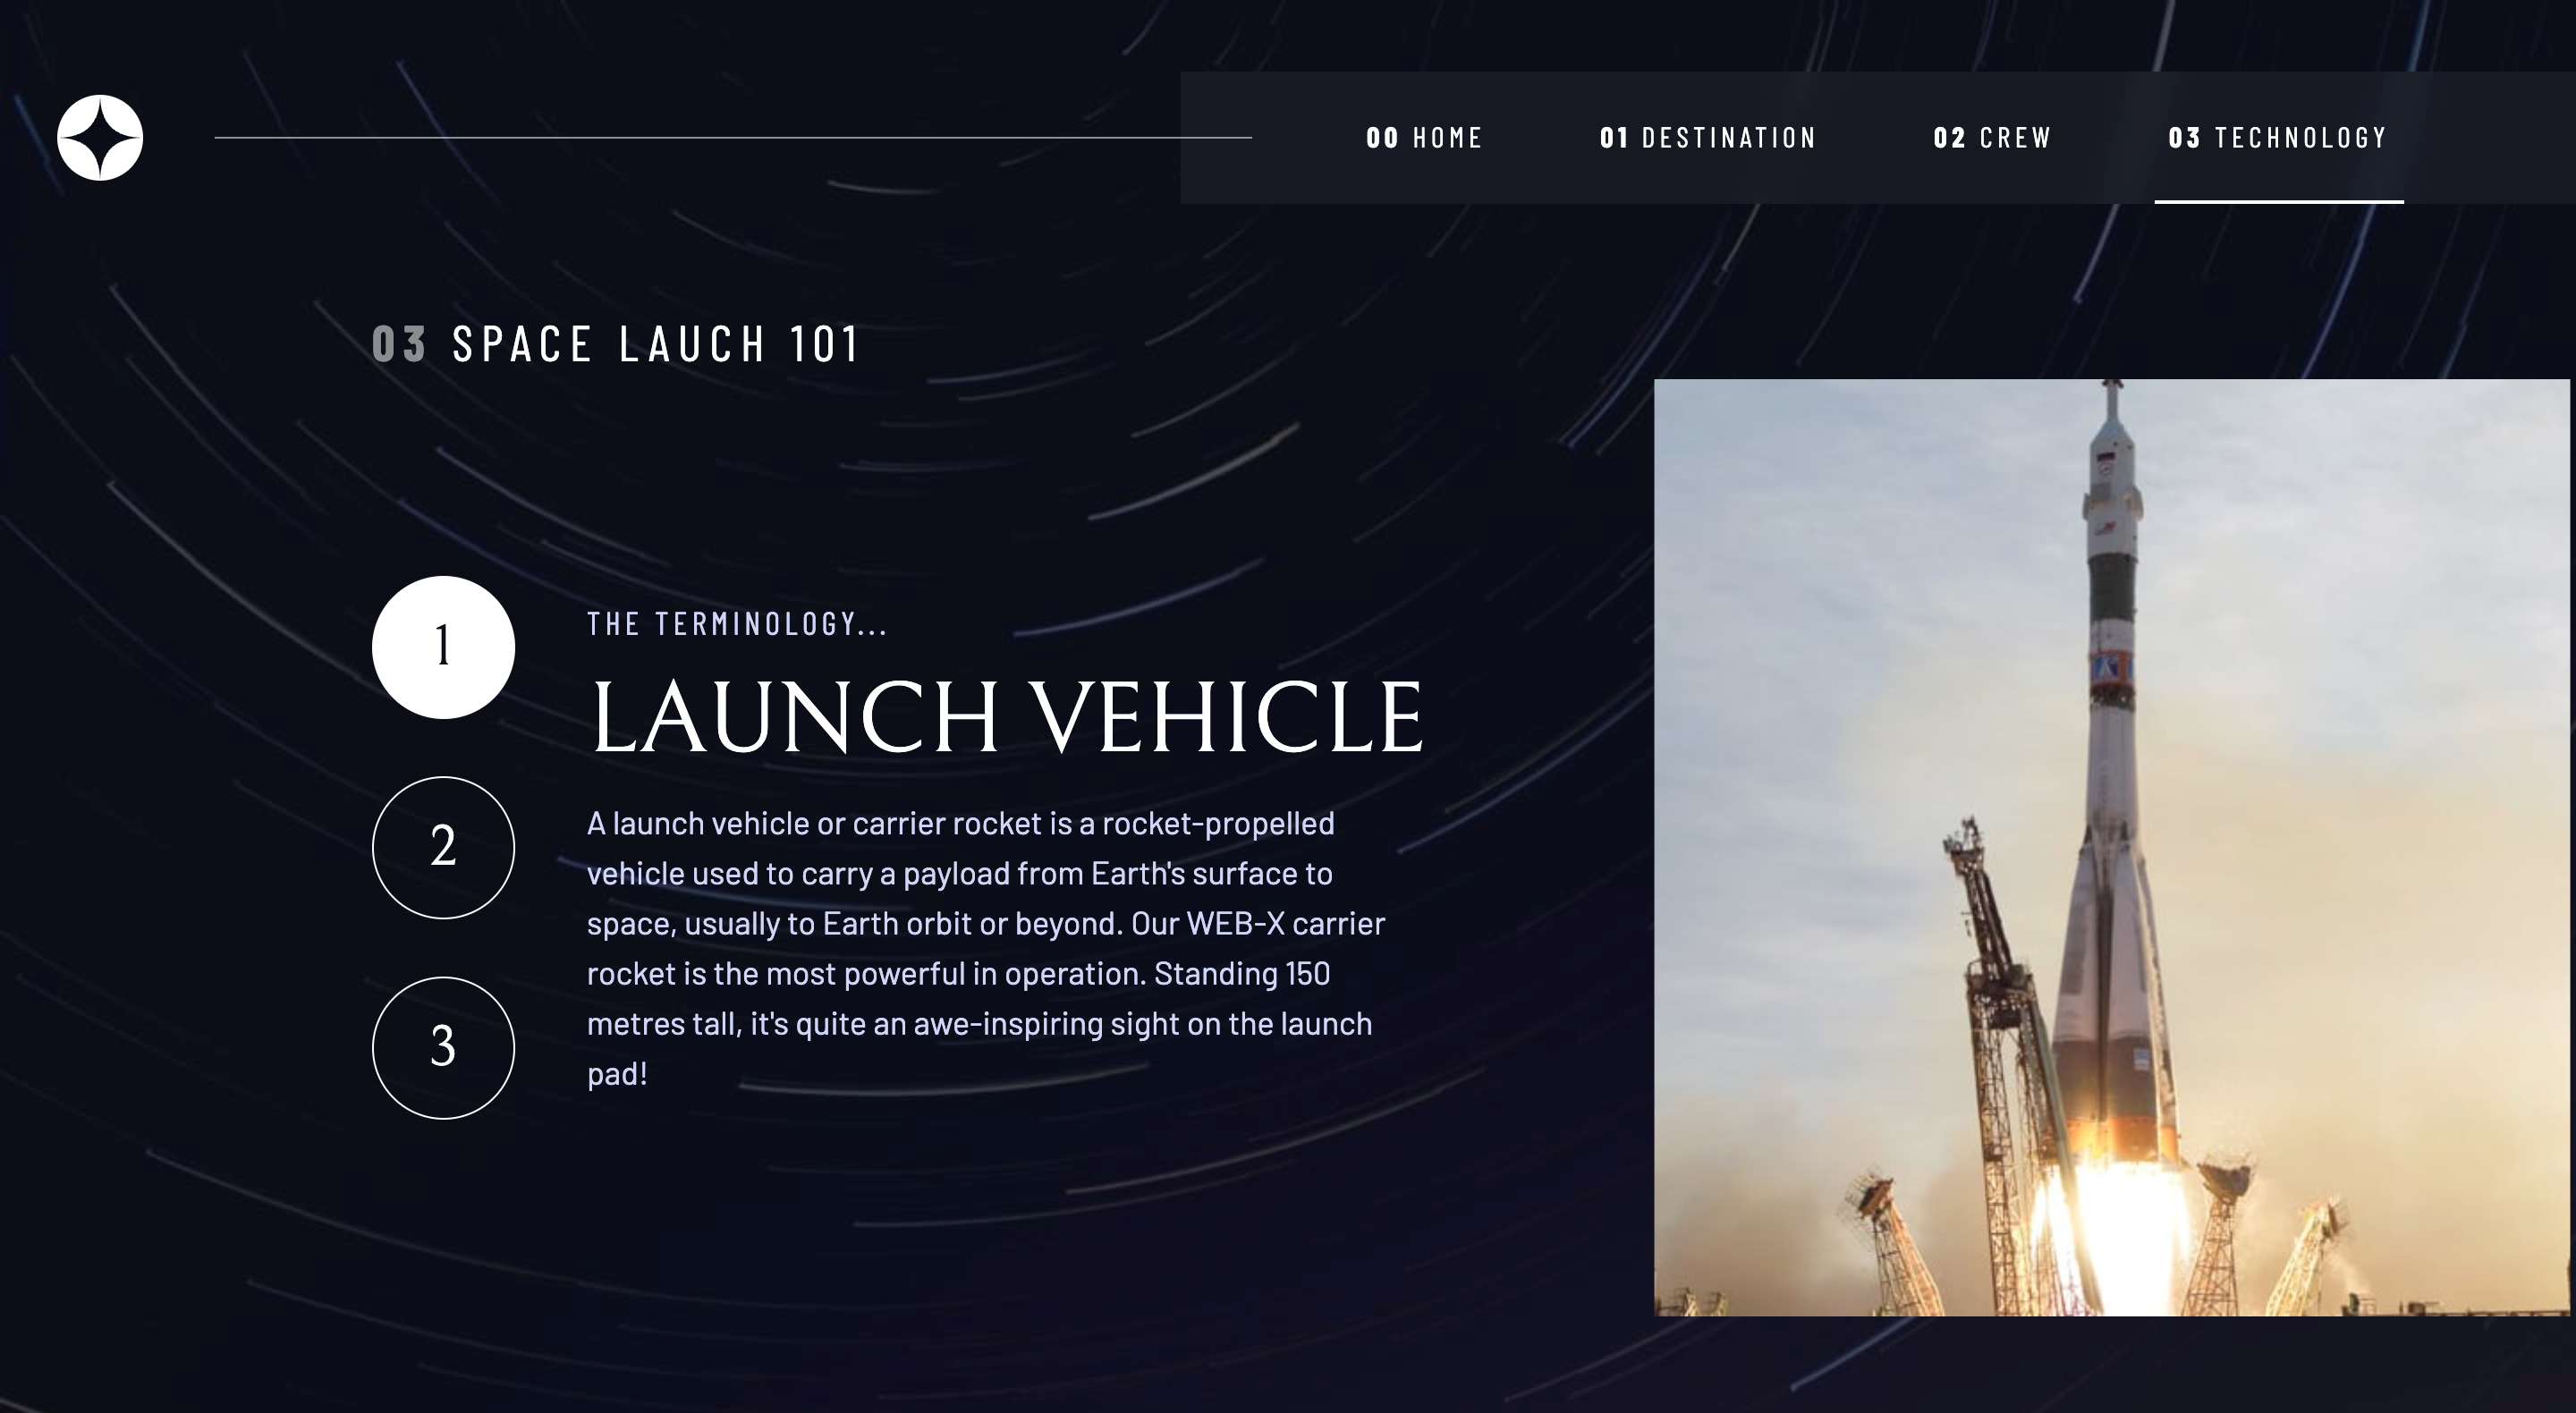 00 HOME
01 DESTINATION
02 CREW
03 TECHNOLOGY
03 SPACE LAUCH 101
1
2
3
THE TERMINOLOGY...
LAUNCH VEHICLE
A launch vehicle or carrier rocket is a rocket-propelled
vehicle used to carry a payload from Earth's surface to
space, usually to Earth orbit or beyond. Our WEB-X carrier
rocket is the most powerful in operation. Standing 150
metres tall, it's quite an awe-inspiring sight on the launch
pad!